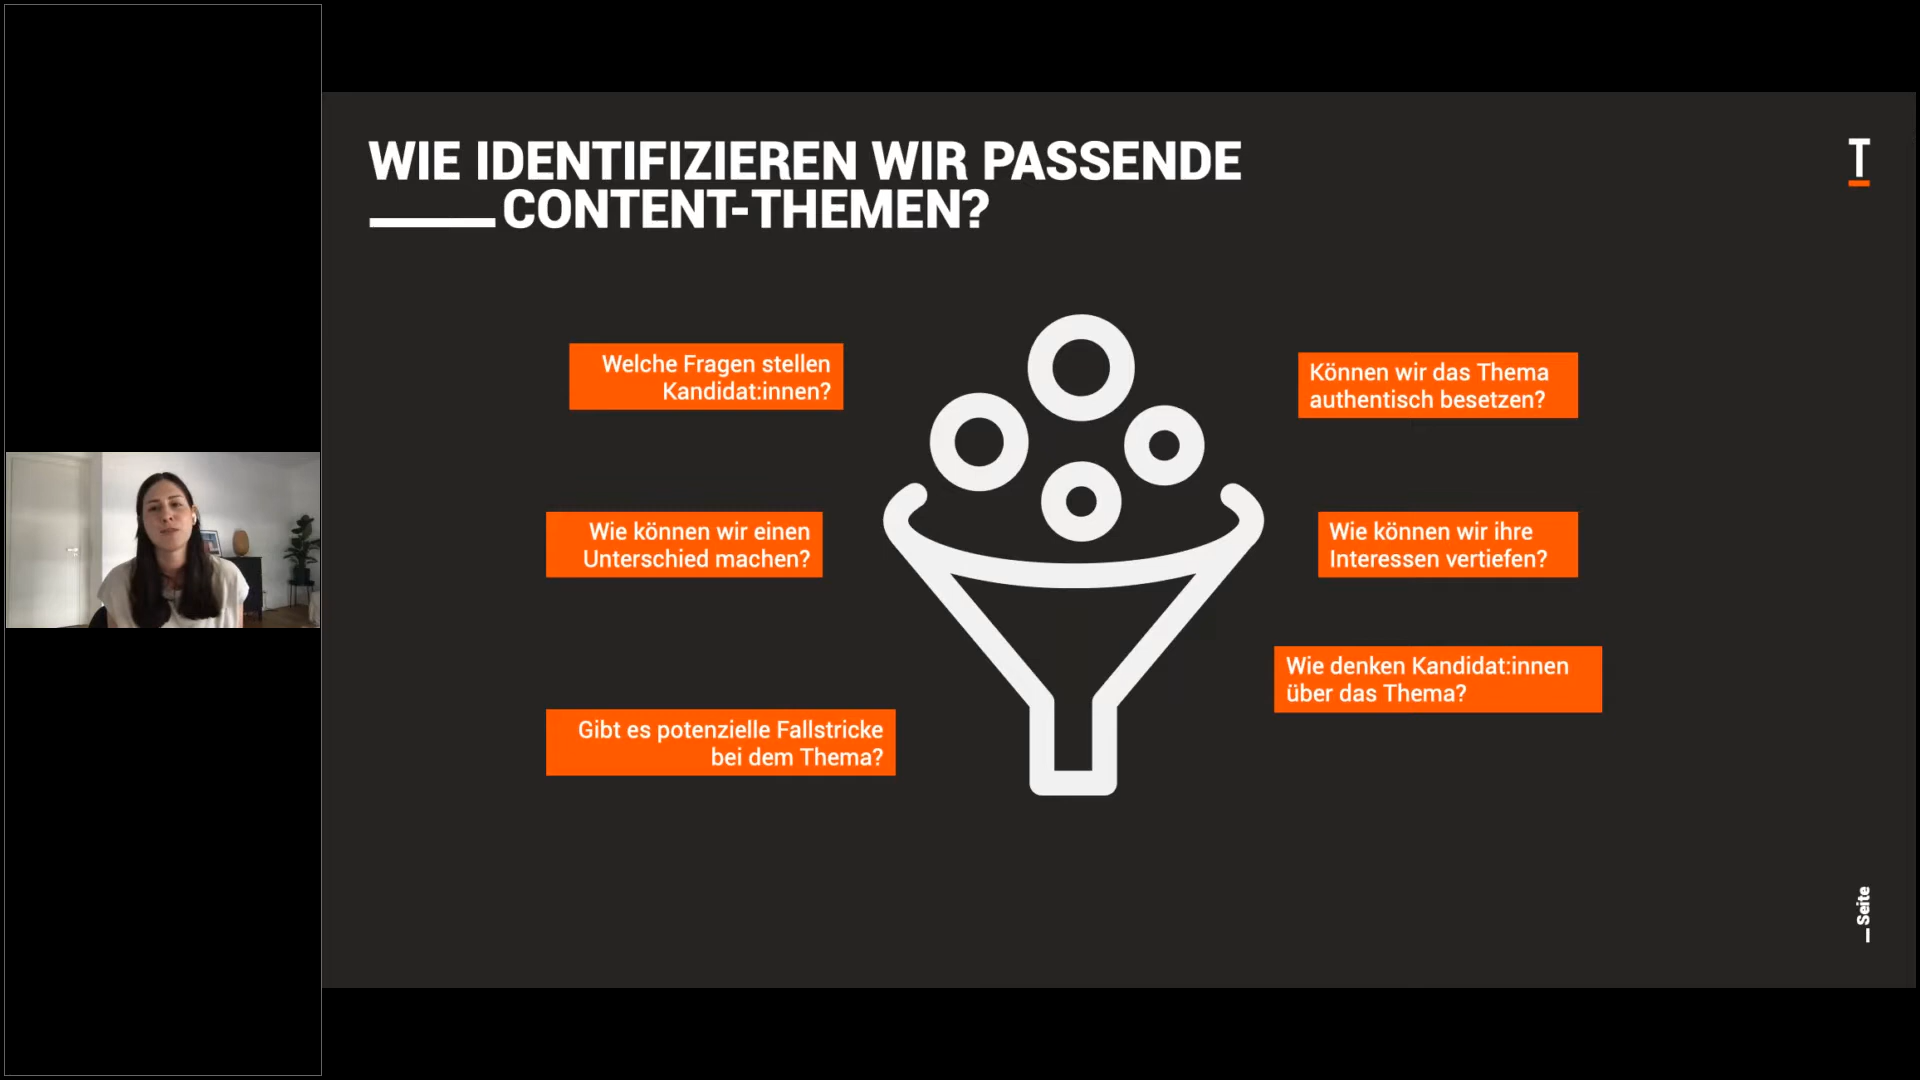 WIE IDENTIFIZIEREN WIR PASSENDE
CONTENT-THEMEN?
T
Welche Fragen stellen
Kandidat:innen?
Können wir das Thema
authentisch besetzen?
Wie können wir einen
Unterschied machen?
Wie können wir ihre
Interessen vertiefen?
Wie denken Kandidat:innen
über das Thema?
Gibt es potenzielle Fallstricke
bei dem Thema?
Seite